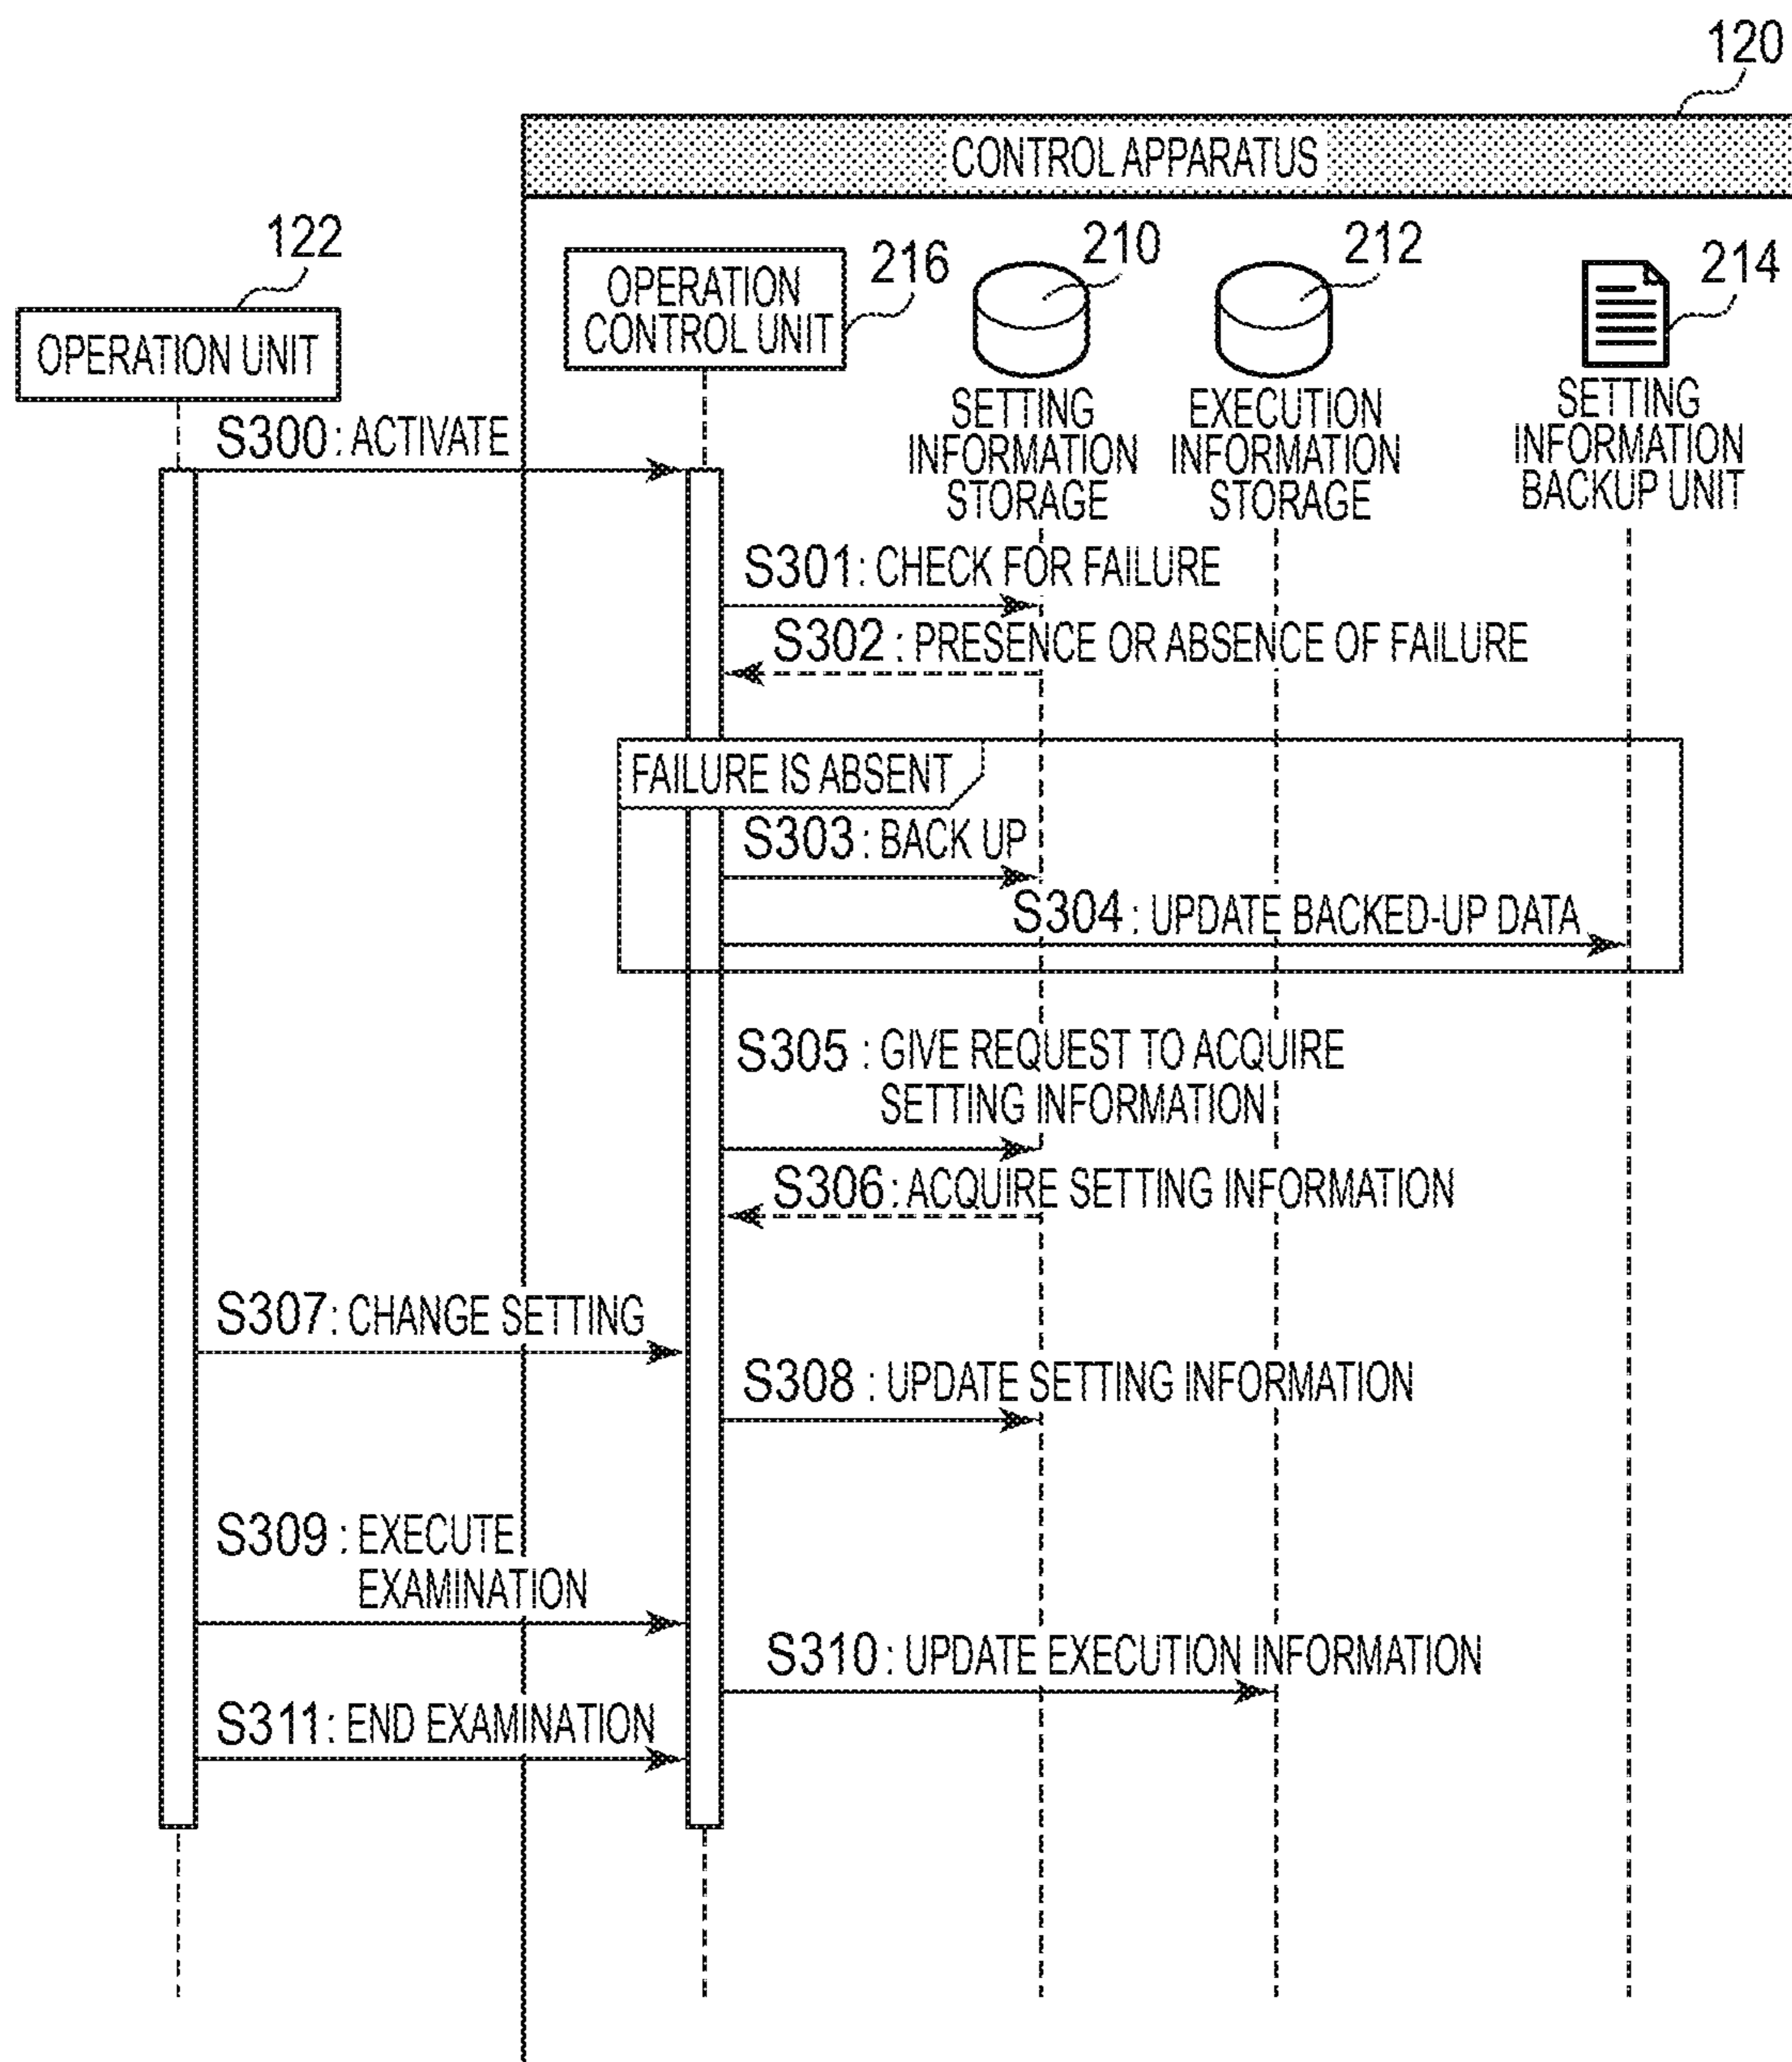 120
CONTROL APPARATUS
122
OPERATION UNIT
OPERATION
CONTROL UNIT
216
210
SETTING
INFORMATION
STORAGE
212
EXECUTION
INFORMATION
STORAGE
214
SETTING
INFORMATION
BACKUP UNIT
S300 : ACTIVATE
S301 : CHECK FOR FAILURE
S302 : PRESENCE OR ABSENCE OF FAILURE
FAILURE IS ABSENT
S303 : BACK UP
S304 : UPDATE BACKED-UP DATA
S305 : GIVE REQUEST TO ACQUIRE
SETTING INFORMATION
S306 : ACQUIRE SETTING INFORMATION
S307 : CHANGE SETTING
S308 : UPDATE SETTING INFORMATION
S309 : EXECUTE
EXAMINATION
S310 : UPDATE EXECUTION INFORMATION
S311 : END EXAMINATION